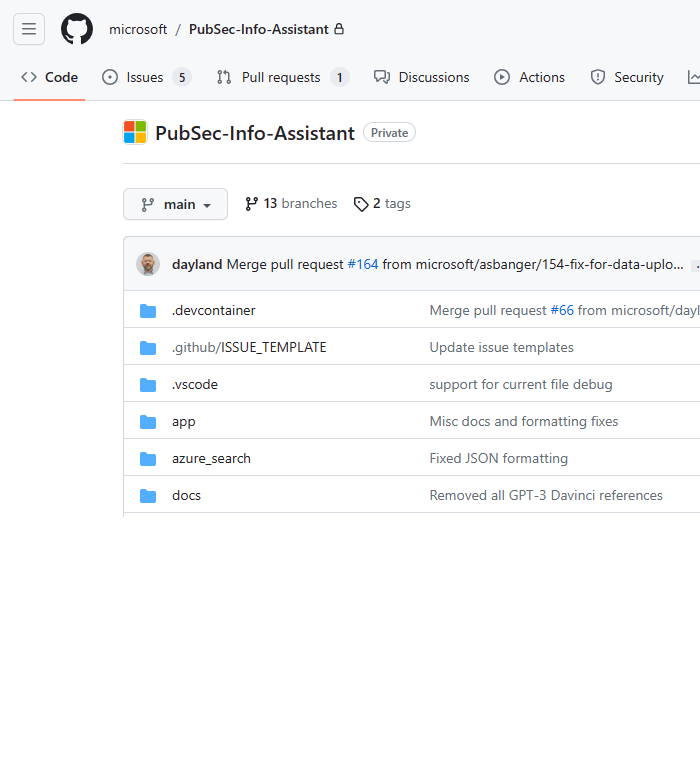 microsoft / PubSec-Info-Assistant
Code Issues 5 Pull requests 1 Discussions Actions Security
PubSec-Info-Assistant Private
main 13 branches 2 tags
dayland Merge pull request #164 from microsoft/asbanger/154-fix-for-data-uplo...
.devcontainer Merge pull request #66 from microsoft/dayl
.github/ISSUE_TEMPLATE Update issue templates
.vscode support for current file debug
app Misc docs and formatting fixes
azure_search Fixed JSON formatting
docs Removed all GPT-3 Davinci references